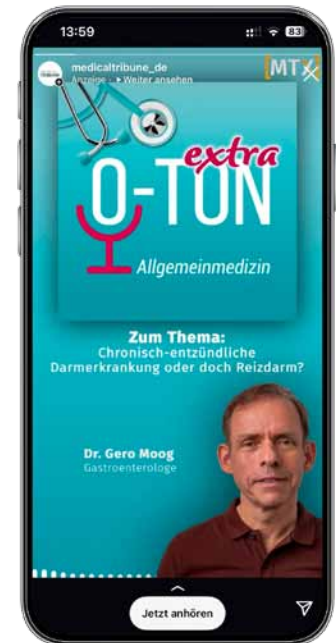 13:59
83
medicaltribune_de
Anzeige · ▸ Weiter ansehen
[MTX
extra
O-TON
Allgemeinmedizin
Zum Thema:
Chronisch-entzündliche
Darmerkrankung oder doch Reizdarm?
Dr. Gero Moog
Gastroenterologe
Jetzt anhören